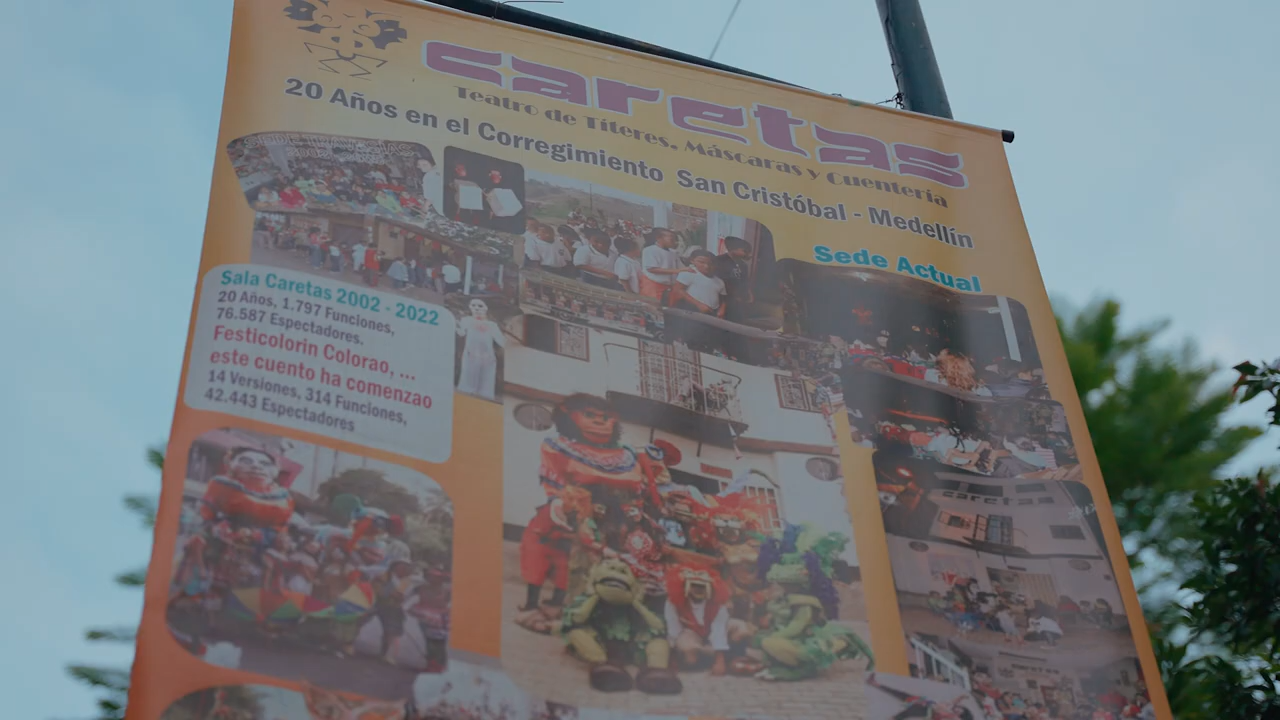 caretas
Teatro de Títeres, Máscaras y Cuentería
20 Años en el Corregimiento San Cristóbal - Medellín
Sede Actual
Sala Caretas 2002 - 2022
20 Años, 1.797 Funciones,
76.587 Espectadores.
Festicolorin Colorao, ...
este cuento ha comenzao
14 Versiones, 314 Funciones,
42.443 Espectadores
caretas